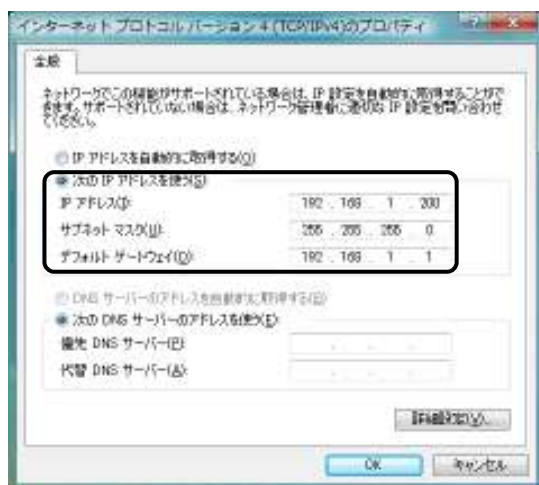 インターネット プロトコル バージョン 4 (TCP/IPv4)のプロパティ
全般
ネットワークでこの機能がサポートされている場合は、IP 設定を自動的に取得することがで
きます。サポートされていない場合は、ネットワーク管理者に適切な IP 設定を問い合わせ
てください。
IP アドレスを自動的に取得する(O)
次の IP アドレスを使う(S)
IP アドレス(I): 192 . 168 . 1 . 200
サブネット マスク(U): 255 . 255 . 255 . 0
デフォルト ゲートウェイ(D): 192 . 168 . 1 . 1
DNS サーバーのアドレスを自動的に取得する(B)
次の DNS サーバーのアドレスを使う(E):
優先 DNS サーバー(P):
代替 DNS サーバー(A):
詳細設定(V)...
OK キャンセル